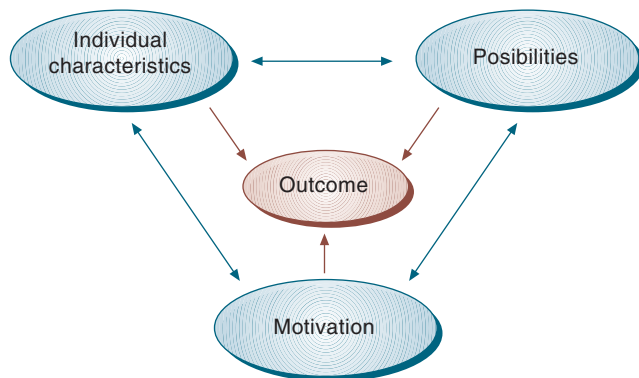 Individual
characteristics
Posibilities
Outcome
Motivation